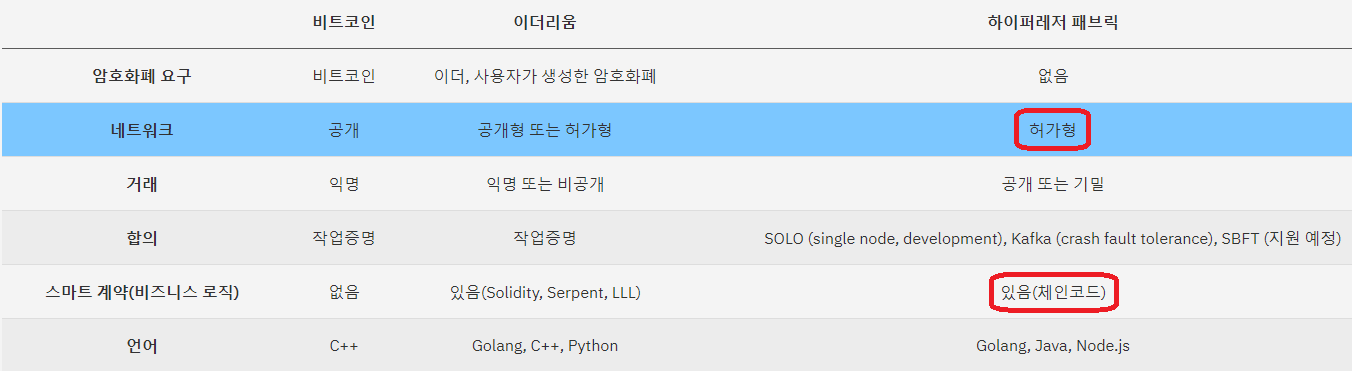 비트코인 이더리움 하이퍼레저 패브릭
암호화폐 요구 비트코인 이더, 사용자가 생성한 암호화폐 없음
네트워크 공개 공개형 또는 허가형 허가형
거래 익명 익명 또는 비공개 공개 또는 기밀
합의 작업증명 작업증명 SOLO (single node, development), Kafka (crash fault tolerance), SBFT (지원 예정)
스마트 계약(비즈니스 로직) 없음 있음(Solidity, Serpent, LLL) 있음(체인코드)
언어 C++ Golang, C++, Python Golang, Java, Node.js